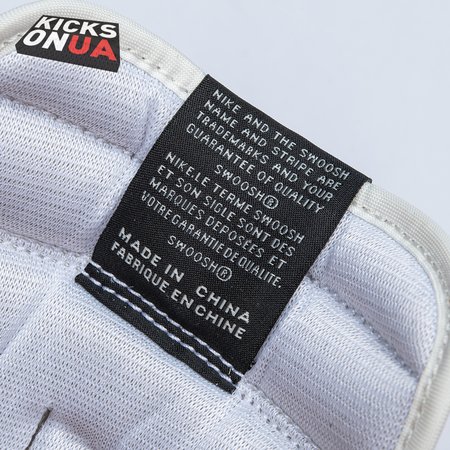 KICKS
ONUA
NIKE AND THE SWOOSH
NAME AND STRIPE ARE
TRADEMARKS AND YOUR
GUARANTEE OF QUALITY
SWOOSH®
NIKE,LE TERME SWOOSH
ET SON SIGLE SONT DES
MARQUES DÉPOSÉES ET
VOTRE GARANTIE DE QUALITÉ.
SWOOSH®
MADE IN CHINA
FABRIQUE EN CHINE